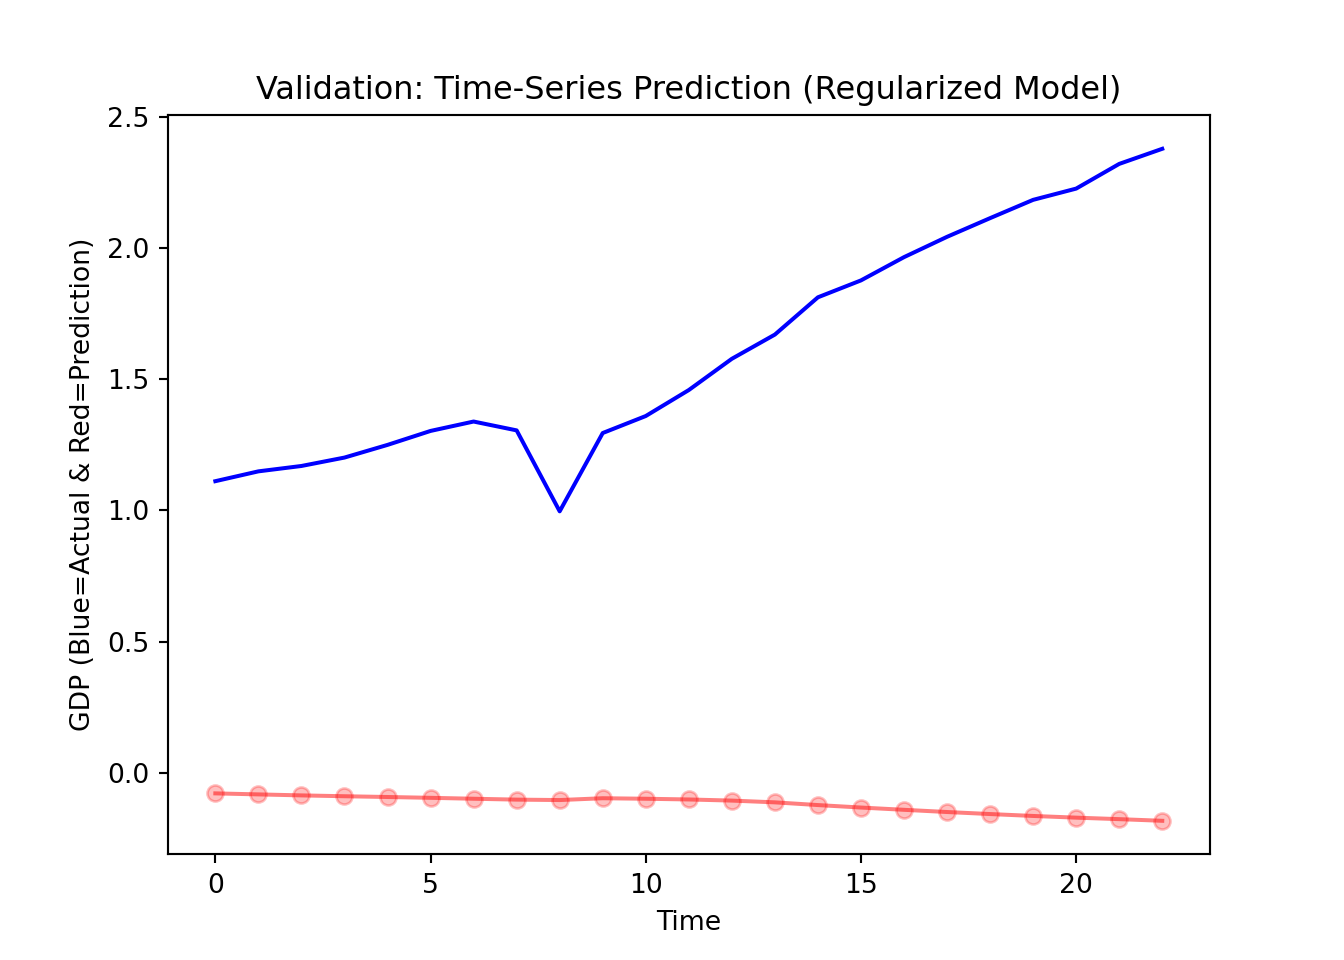 Validation: Time-Series Prediction (Regularized Model)
GDP (Blue=Actual & Red=Prediction)
2.5
2.0
1.5
1.0
0.5
0.0
0 5 10 15 20
Time